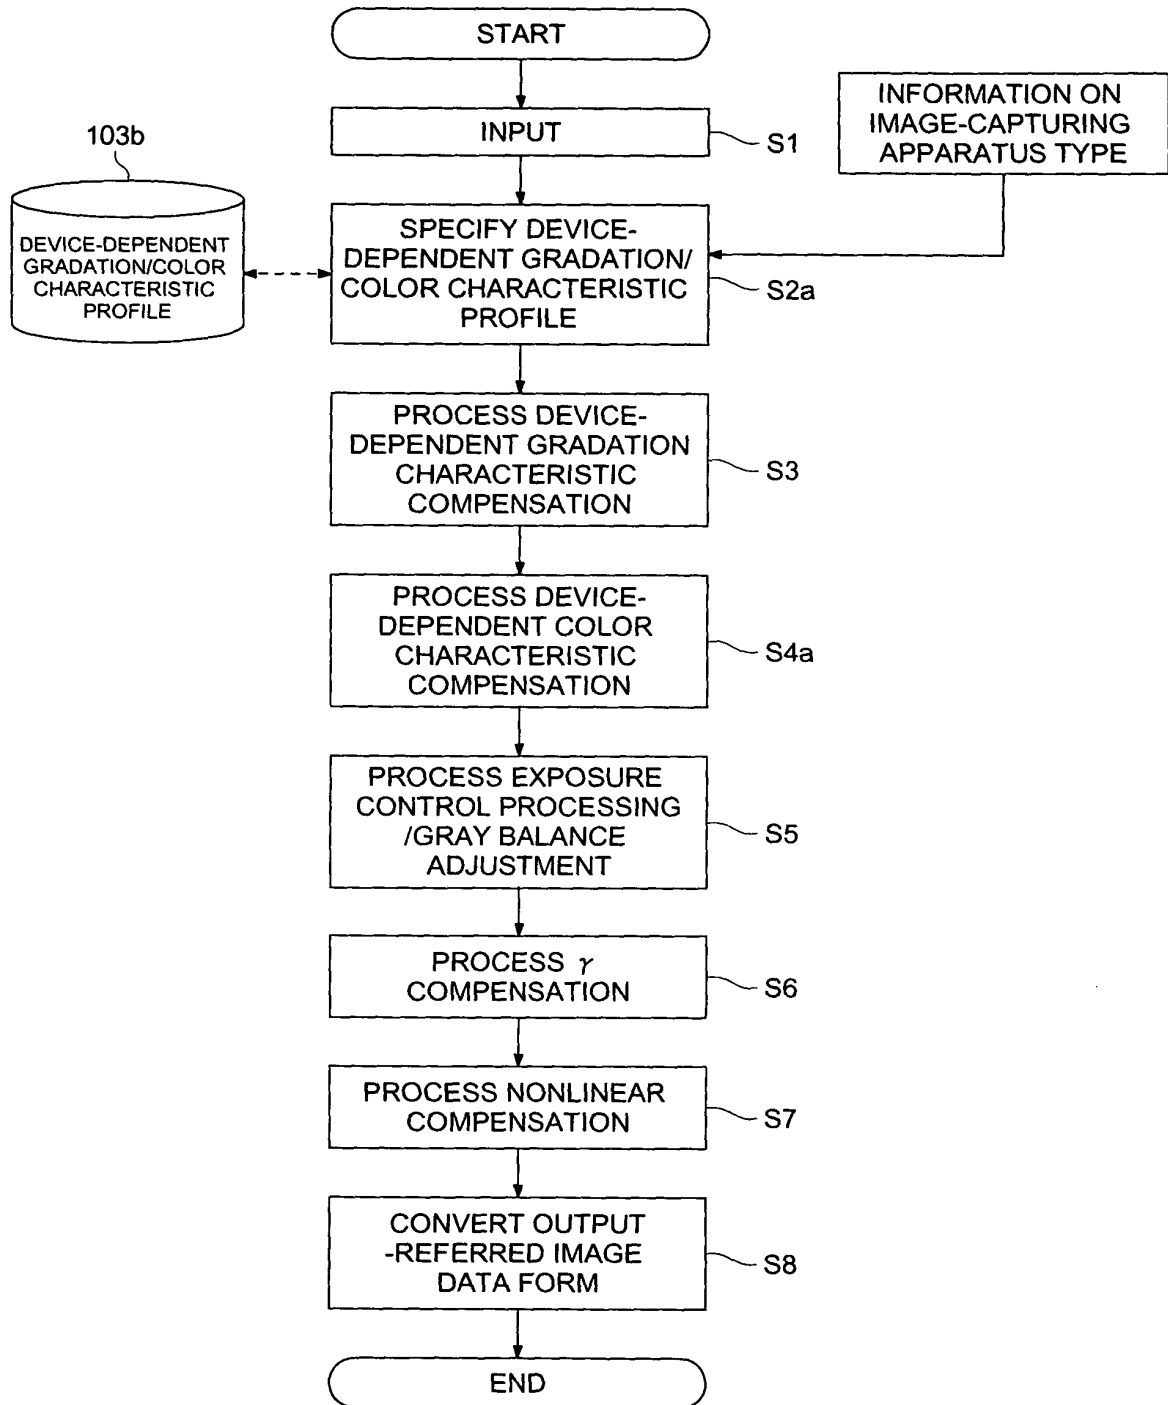 START
INPUT
S1
INFORMATION ON
IMAGE-CAPTURING
APPARATUS TYPE
103b
DEVICE-DEPENDENT
GRADATION/COLOR
CHARACTERISTIC
PROFILE
SPECIFY DEVICE-
DEPENDENT GRADATION/
COLOR CHARACTERISTIC
PROFILE
S2a
PROCESS DEVICE-
DEPENDENT GRADATION
CHARACTERISTIC
COMPENSATION
S3
PROCESS DEVICE-
DEPENDENT COLOR
CHARACTERISTIC
COMPENSATION
S4a
PROCESS EXPOSURE
CONTROL PROCESSING
/GRAY BALANCE
ADJUSTMENT
S5
PROCESS γ
COMPENSATION
S6
PROCESS NONLINEAR
COMPENSATION
S7
CONVERT OUTPUT
-REFERRED IMAGE
DATA FORM
S8
END